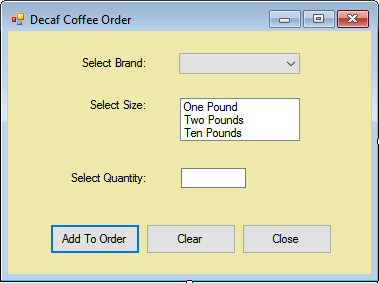 Decaf Coffee Order
Select Brand:
Select Size:
One Pound
Two Pounds
Ten Pounds
Select Quantity:
Add To Order
Clear
Close